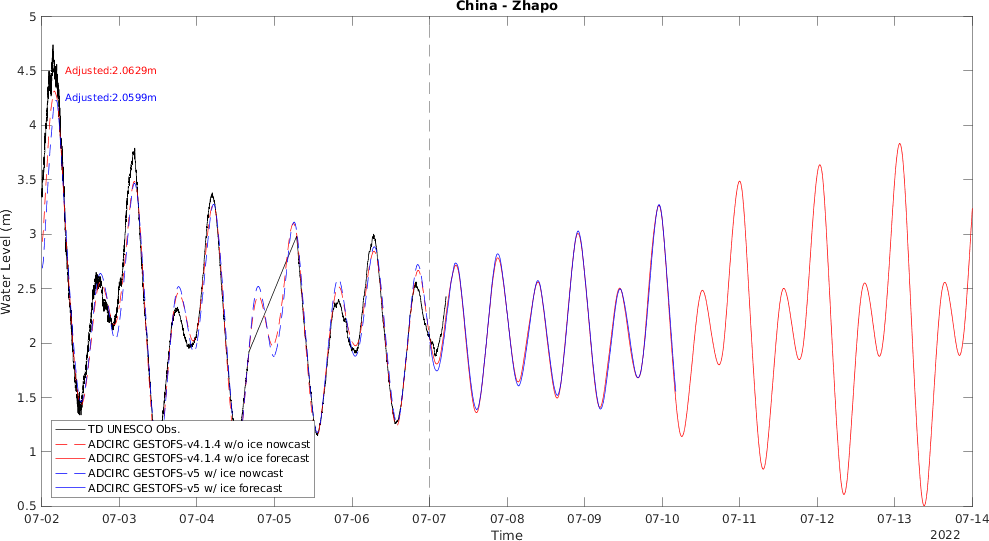 China - Zhapo
5
4.5
4
3.5
3
2.5
2
1.5
1
0.5
Water Level (m)
Adjusted:2.0629m
Adjusted:2.0599m
TD UNESCO Obs.
ADCIRC GESTOFS-v4.1.4 w/o ice nowcast
ADCIRC GESTOFS-v4.1.4 w/o ice forecast
ADCIRC GESTOFS-v5 w/ ice nowcast
ADCIRC GESTOFS-v5 w/ ice forecast
07-02 07-03 07-04 07-05 07-06 07-07 07-08 07-09 07-10 07-11 07-12 07-13 07-14
Time
2022